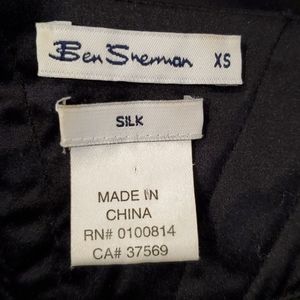 Ben Sherman XS
SILK
MADE IN
CHINA
RN# 0100814
CA# 37569